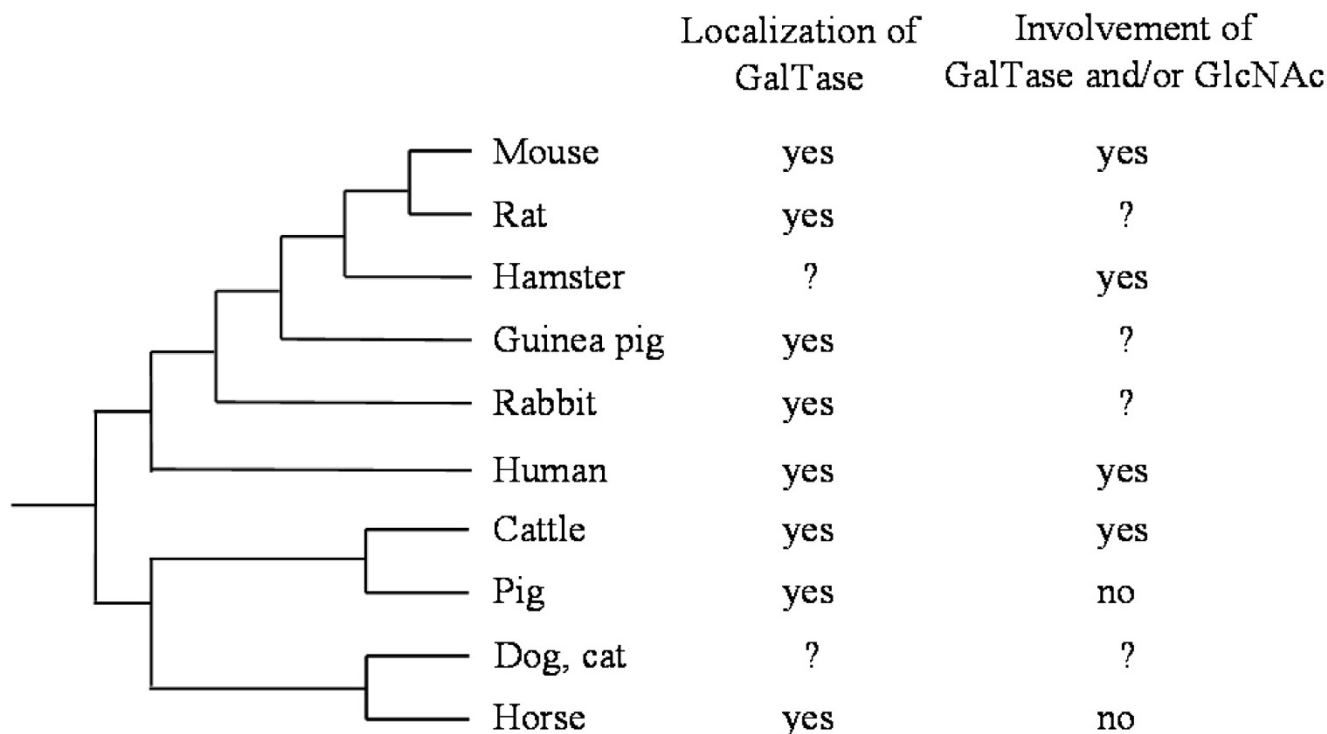 Localization of Involvement of
GalTase GalTase and/or GlcNAc
Mouse yes yes
Rat yes ?
Hamster ? yes
Guinea pig yes ?
Rabbit yes ?
Human yes yes
Cattle yes yes
Pig yes no
Dog, cat ? ?
Horse yes no